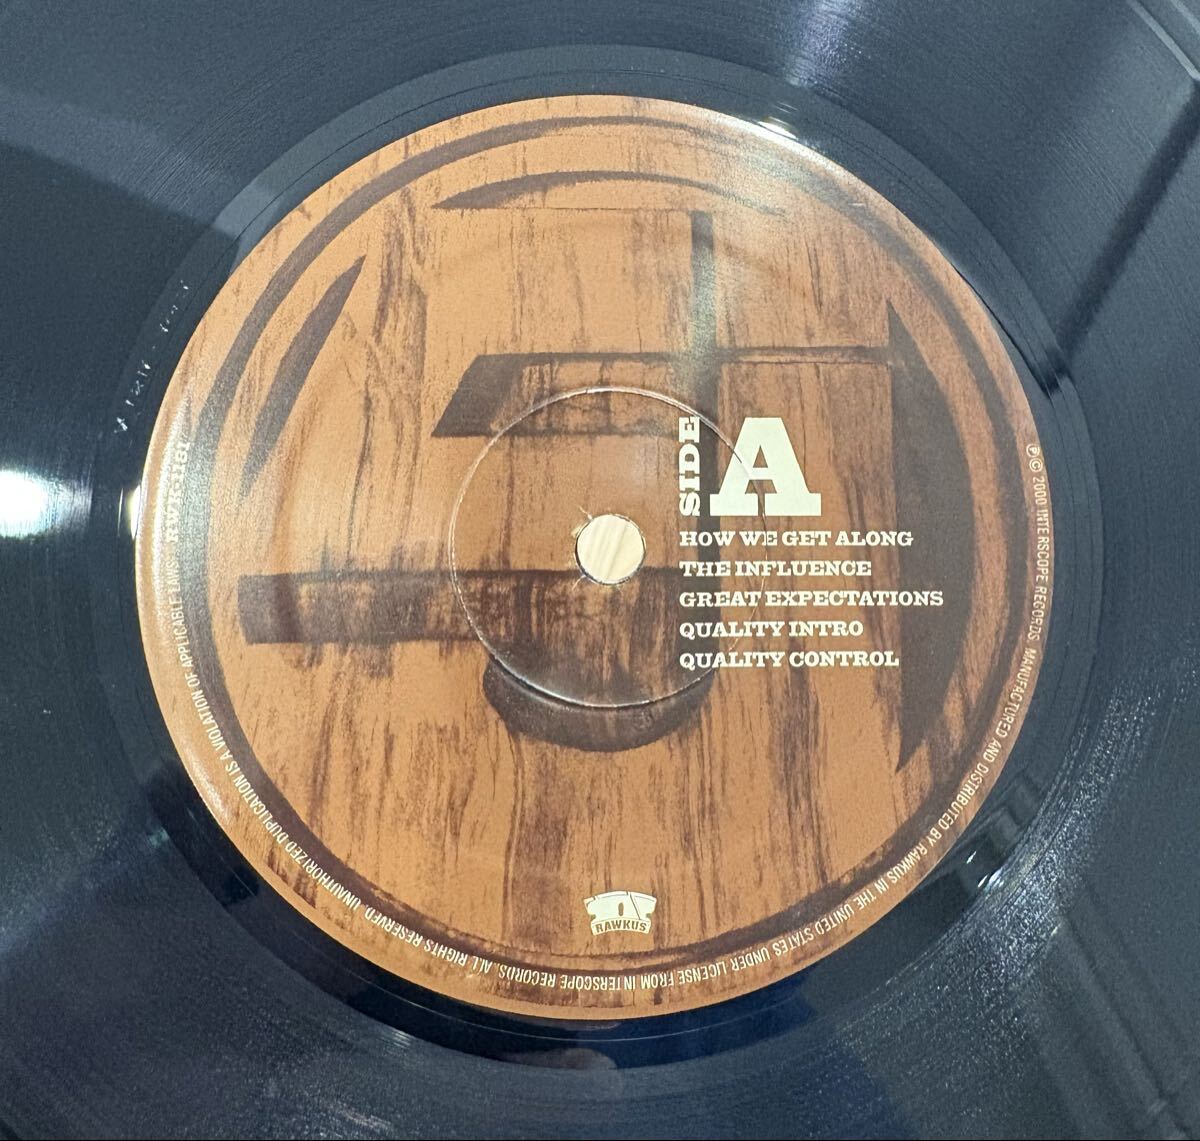 SIDE
A
HOW WE GET ALONG
THE INFLUENCE
GREAT EXPECTATIONS
QUALITY INTRO
QUALITY CONTROL
RAWKUS
℗© 2000 INTERSCOPE RECORDS. MANUFACTURED AND DISTRIBUTED BY RAWKUS IN THE UNITED STATES UNDER LICENSE FROM INTERSCOPE RECORDS. ALL RIGHTS RESERVED. UNAUTHORIZED DUPLICATION IS A VIOLATION OF APPLICABLE LAWS.